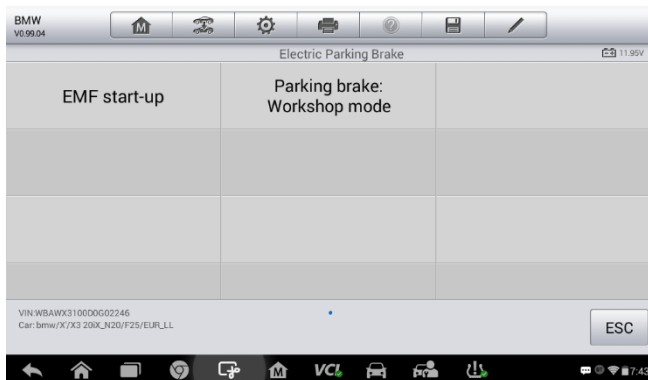 BMW
V0.99.04
Electric Parking Brake
11.95V
EMF start-up
Parking brake:
Workshop mode
VIN:WBAWX3100D0G02246
Car: bmw/X'/X3 20iX_N20/F25/EUR_LL
ESC
M
VCI
7:43